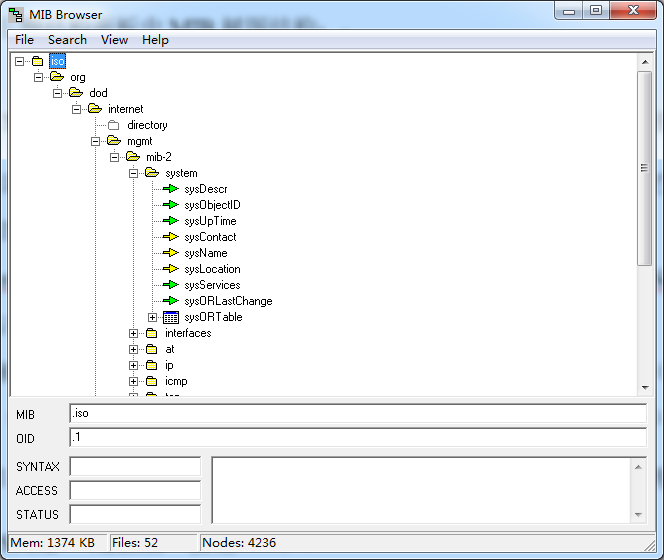 MIB Browser
File Search View Help
iso
org
dod
internet
directory
mgmt
mib-2
system
sysDescr
sysObjectID
sysUpTime
sysContact
sysName
sysLocation
sysServices
sysORLastChange
sysORTable
interfaces
at
ip
icmp
MIB .iso
OID .1
SYNTAX
ACCESS
STATUS
Mem: 1374 KB Files: 52 Nodes: 4236